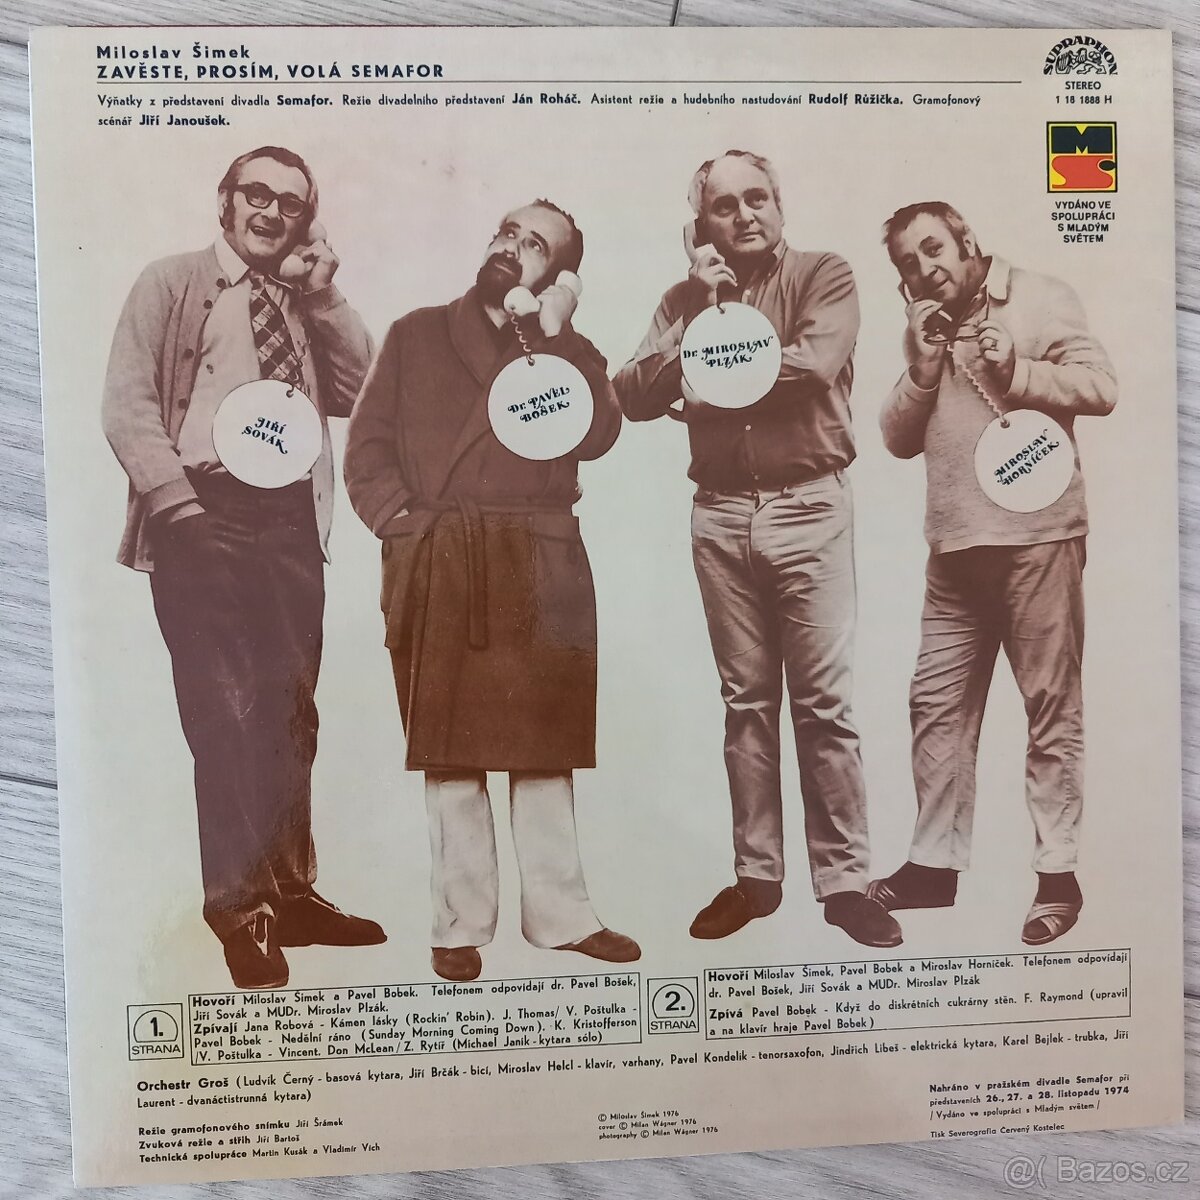 Miloslav Šimek
ZAVĚSTE, PROSÍM, VOLÁ SEMAFOR
Výňatky z představení divadla Semafor. Režie divadelního představení Ján Roháč. Asistent režie a hudebního nastudování Rudolf Růžička. Gramofonový
scénář Jiří Janoušek.
SUPRAPHON
STEREO
1 18 1888 H
MS
VYDÁNO VE
SPOLUPRÁCI
S MLADÝM
SVĚTEM
JIŘÍ
SOVÁK
Dr. PAVEL
BOŠEK
Dr. MIROSLAV
PLZÁK
MIROSLAV
HORNÍČEK
1.
STRANA
Hovoří Miloslav Šimek a Pavel Bobek. Telefonem odpovídají dr. Pavel Bošek,
Jiří Sovák a MUDr. Miroslav Plzák.
Zpívají Jana Robová - Kámen lásky (Rockin' Robin). J. Thomas/ V. Poštulka -
Pavel Bobek - Nedělní ráno (Sunday Morning Coming Down). K. Kristofferson
/V. Poštulka - Vincent. Don McLean/ Z. Rytíř (Michael Janík - kytara sólo)
2.
STRANA
Hovoří Miloslav Šimek, Pavel Bobek a Miroslav Horníček. Telefonem odpovídají
dr. Pavel Bošek, Jiří Sovák a MUDr. Miroslav Plzák
Zpívá Pavel Bobek - Když do diskrétních cukrárny stěn. F. Raymond (upravil
a na klavír hraje Pavel Bobek)
Orchestr Groš (Ludvík Černý - basová kytara, Jiří Brčák - bicí, Miroslav Helcl - klavír, varhany, Pavel Kondelík - tenorsaxofon, Jindřich Libeš - elektrická kytara, Karel Bejlek - trubka, Jiří
Laurent - dvanáctistrunná kytara)
Režie gramofonového snímku Jiří Šrámek
Zvuková režie a střih Jiří Bartoš
Technická spolupráce Martin Kusák a Vladimír Vích
© Miloslav Šimek 1976
cover © Milan Wágner 1976
photography © Milan Wágner 1976
Nahráno v pražském divadle Semafor při
představeních 26., 27. a 28. listopadu 1974
/ Vydáno ve spolupráci s Mladým světem /
Tisk Severografia Červený Kostelec
@( Bazos.cz